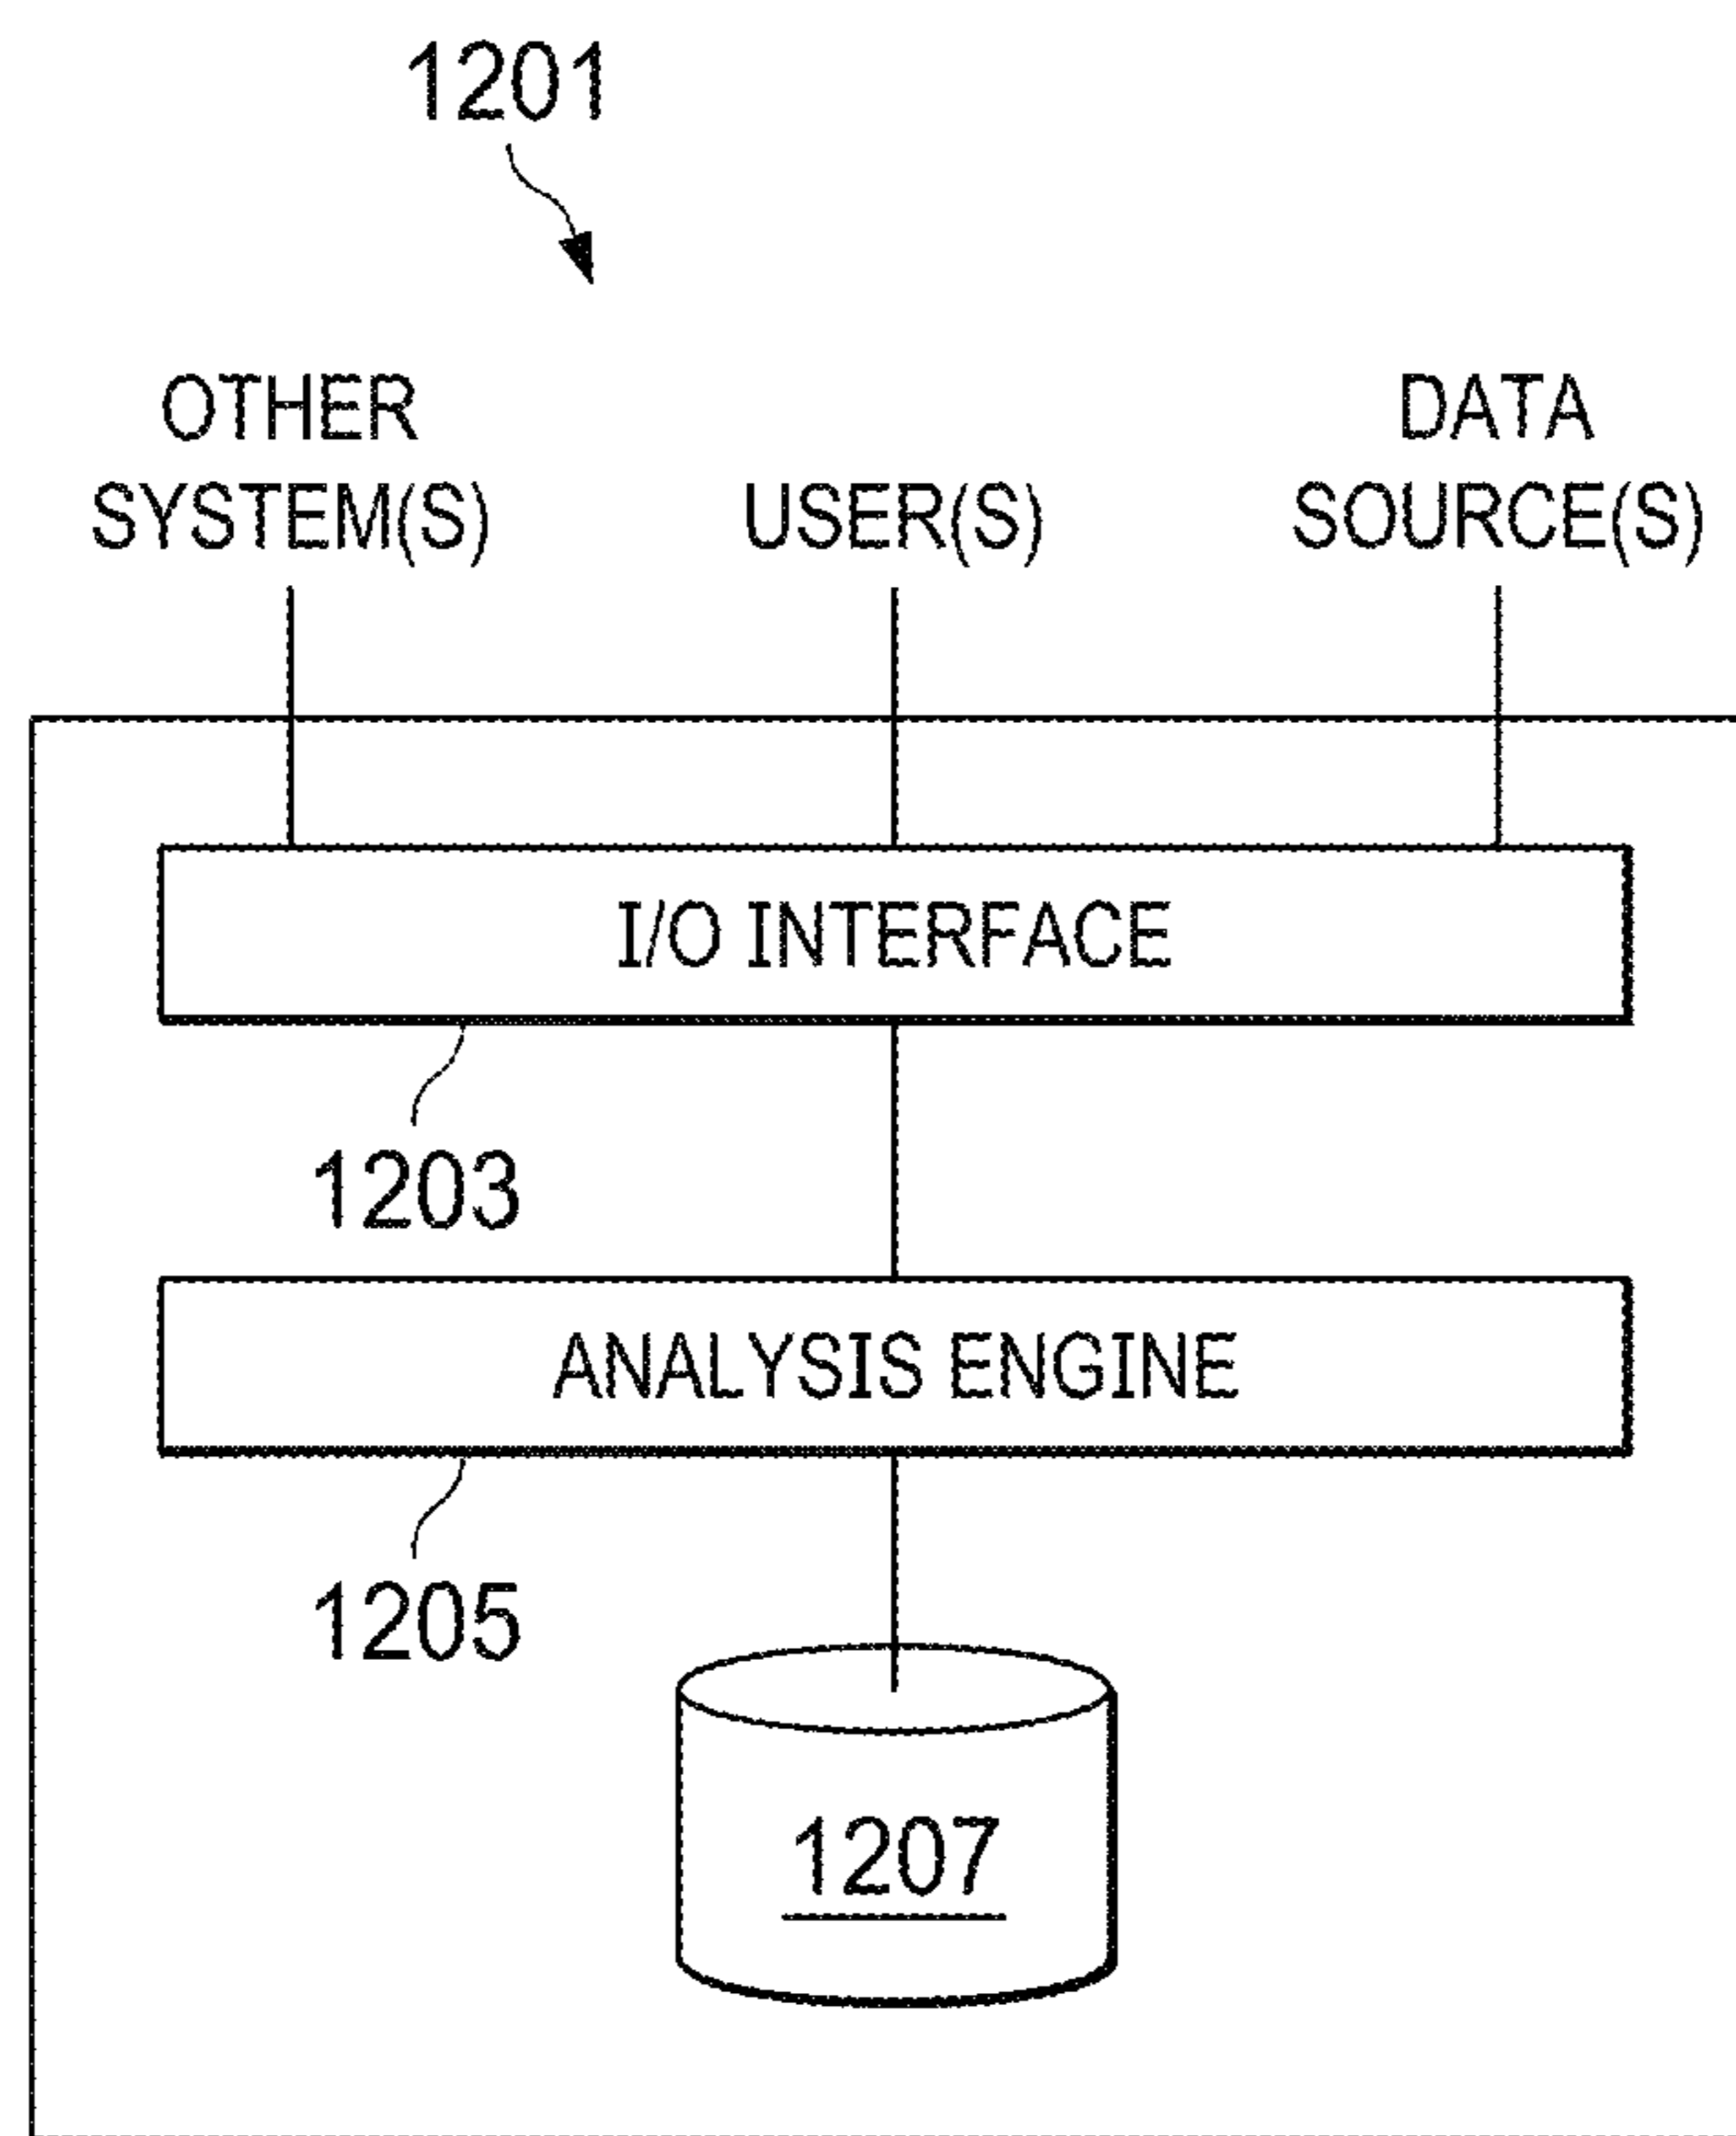 1201
OTHER
SYSTEM(S)
USER(S)
DATA
SOURCE(S)
I/O INTERFACE
1203
ANALYSIS ENGINE
1205
1207